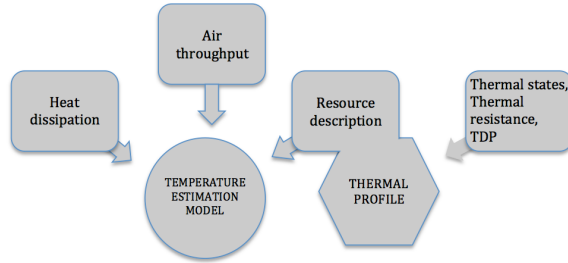 Air
throughput
Heat
dissipation
Resource
description
Thermal states,
Thermal
resistance,
TDP
TEMPERATURE
ESTIMATION
MODEL
THERMAL
PROFILE